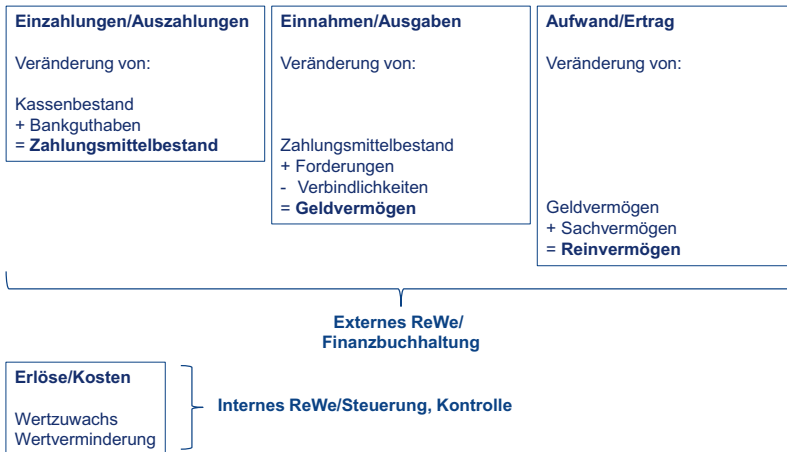 Einzahlungen/Auszahlungen
Veränderung von:
Kassenbestand
+ Bankguthaben
= Zahlungsmittelbestand
Einnahmen/Ausgaben
Veränderung von:
Zahlungsmittelbestand
+ Forderungen
- Verbindlichkeiten
= Geldvermögen
Aufwand/Ertrag
Veränderung von:
Geldvermögen
+ Sachvermögen
= Reinvermögen
Externes ReWe/
Finanzbuchhaltung
Erlöse/Kosten
Wertzuwachs
Wertverminderung
Internes ReWe/Steuerung, Kontrolle